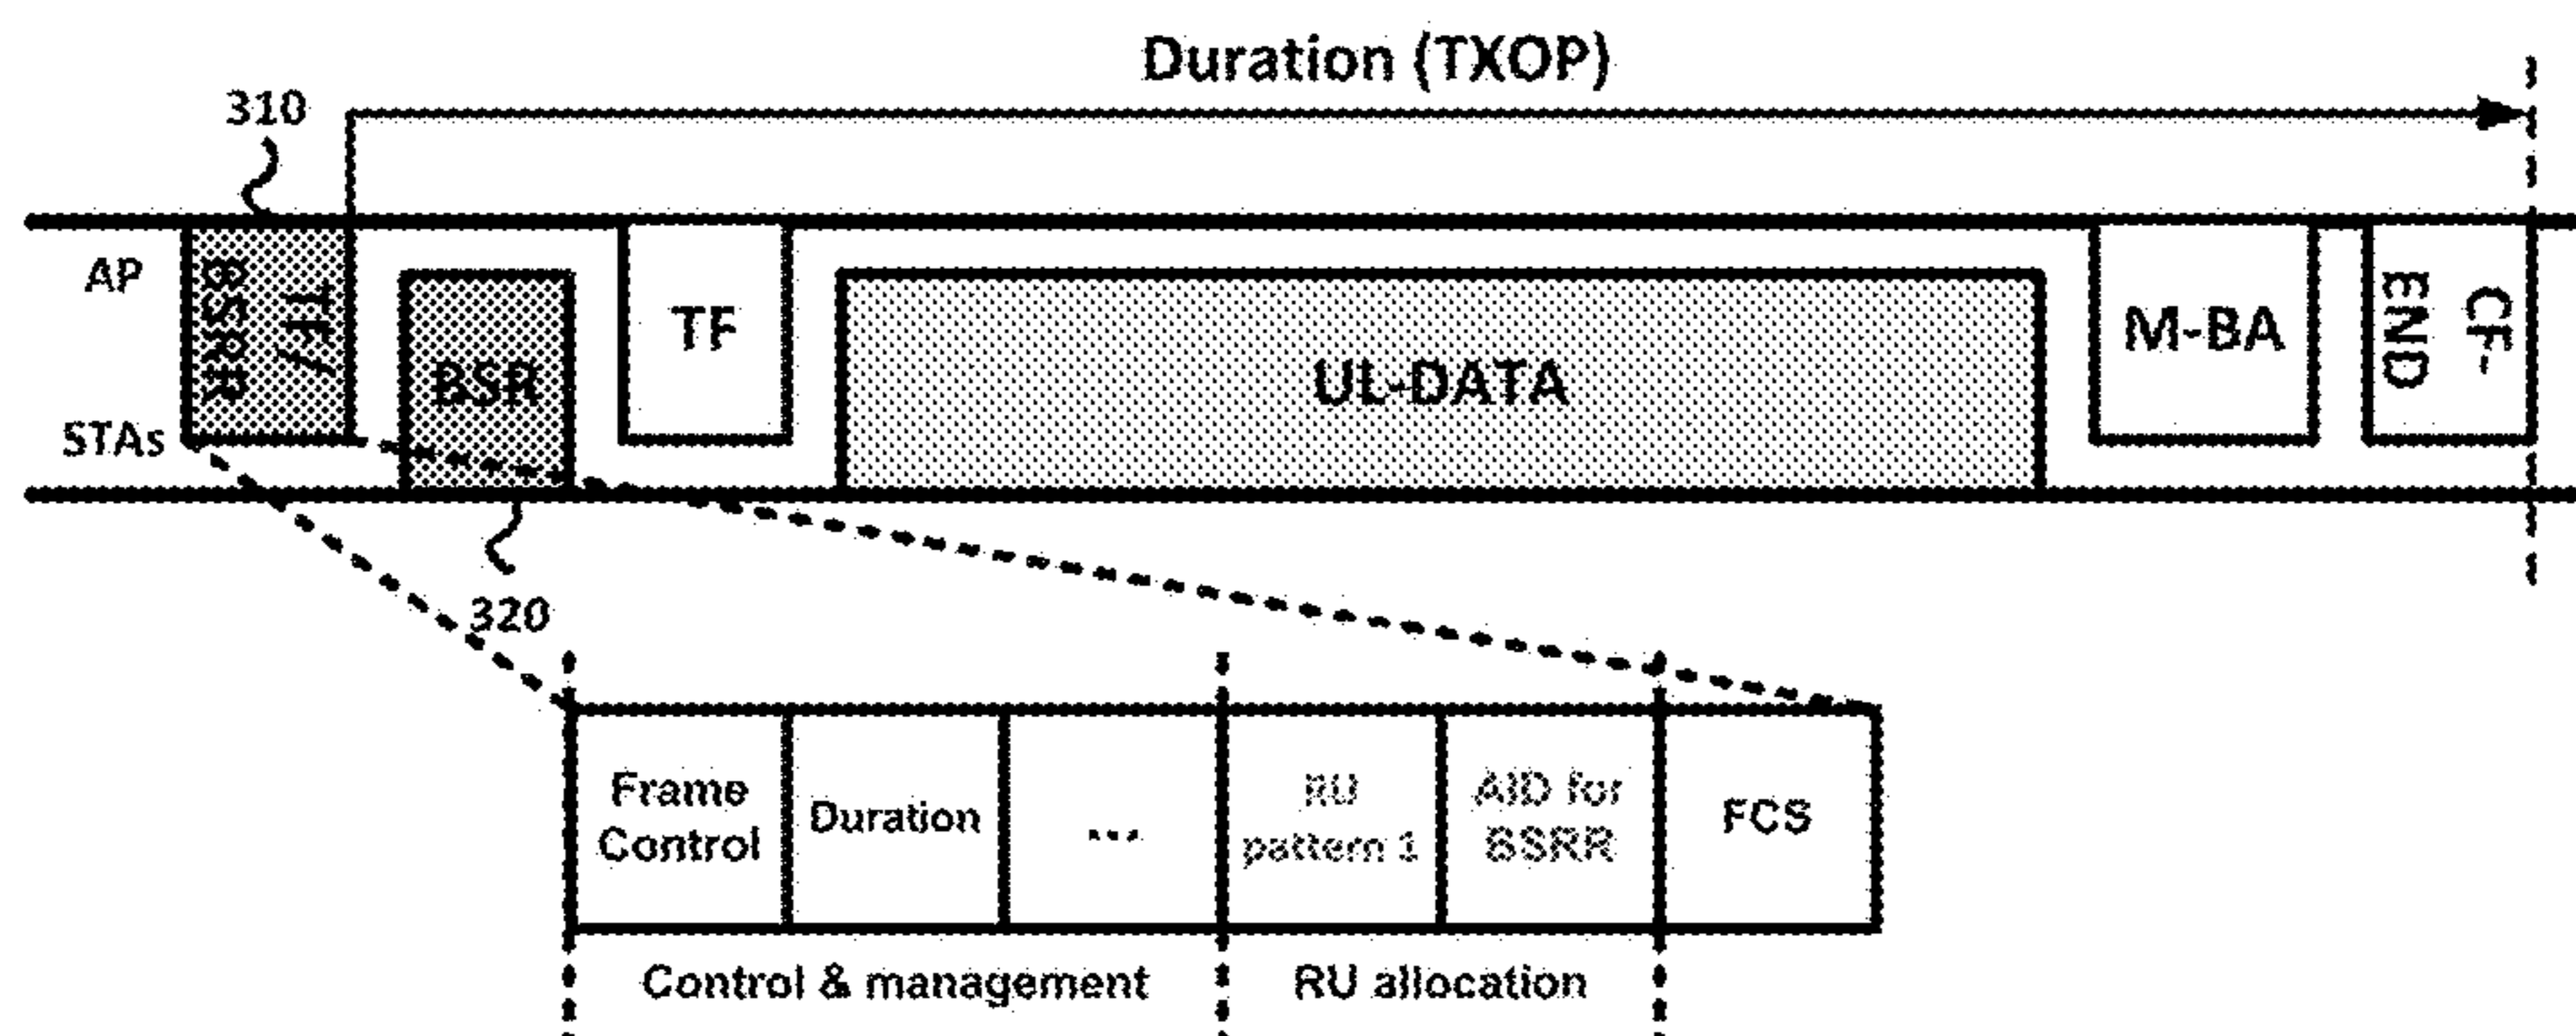 Duration (TXOP)
310
AP
TF/
BSRR
BSR
TF
UL-DATA
M-BA
CF-
END
STAs
320
Frame
Control
Duration
...
RU
pattern 1
AID for
BSRR
FCS
Control & management
RU allocation